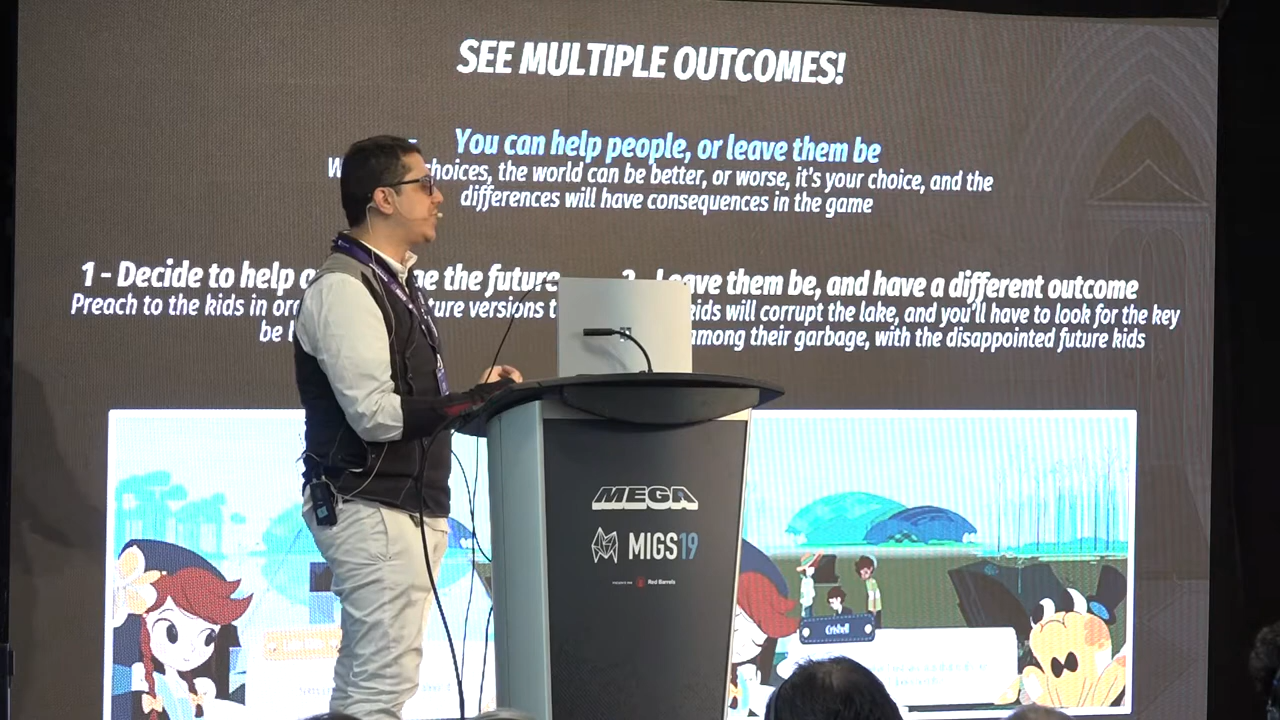 SEE MULTIPLE OUTCOMES!
You can help people, or leave them be
choices, the world can be better, or worse, it's your choice, and the
differences will have consequences in the game
1 - Decide to help the future
Preach to the kids in versions
be
Leave them be, and have a different outcome
kids will corrupt the lake, and you'll have to look for the key
among their garbage, with the disappointed future kids
MEGA
MIGS19
Red Barrels